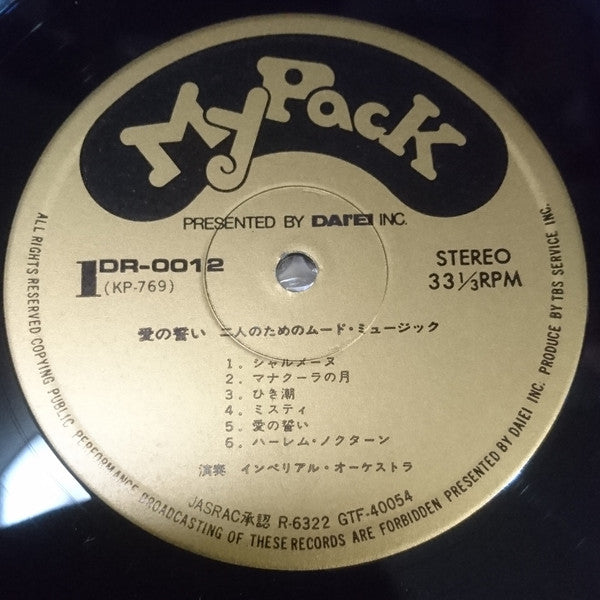 MyPack
PRESENTED BY DAI'EI INC.
1 DR-0012
(KP-769)
STEREO
33 1/3 RPM
愛の誓い 二人のためのムード・ミュージック
1. シャルメーヌ
2. マナクーラの月
3. ひき潮
4. ミスティ
5. 愛の誓い
6. ハーレム・ノクターン
演奏 インペリアル・オーケストラ
JASRAC承認 R-6322 GTF-40054
ALL RIGHTS RESERVED COPYING PUBLIC PERFORMANCE BROADCASTING OF THESE RECORDS ARE FORBIDDEN PRESENTED BY DAIEI INC. PRODUCE BY TBS SERVICE INC.